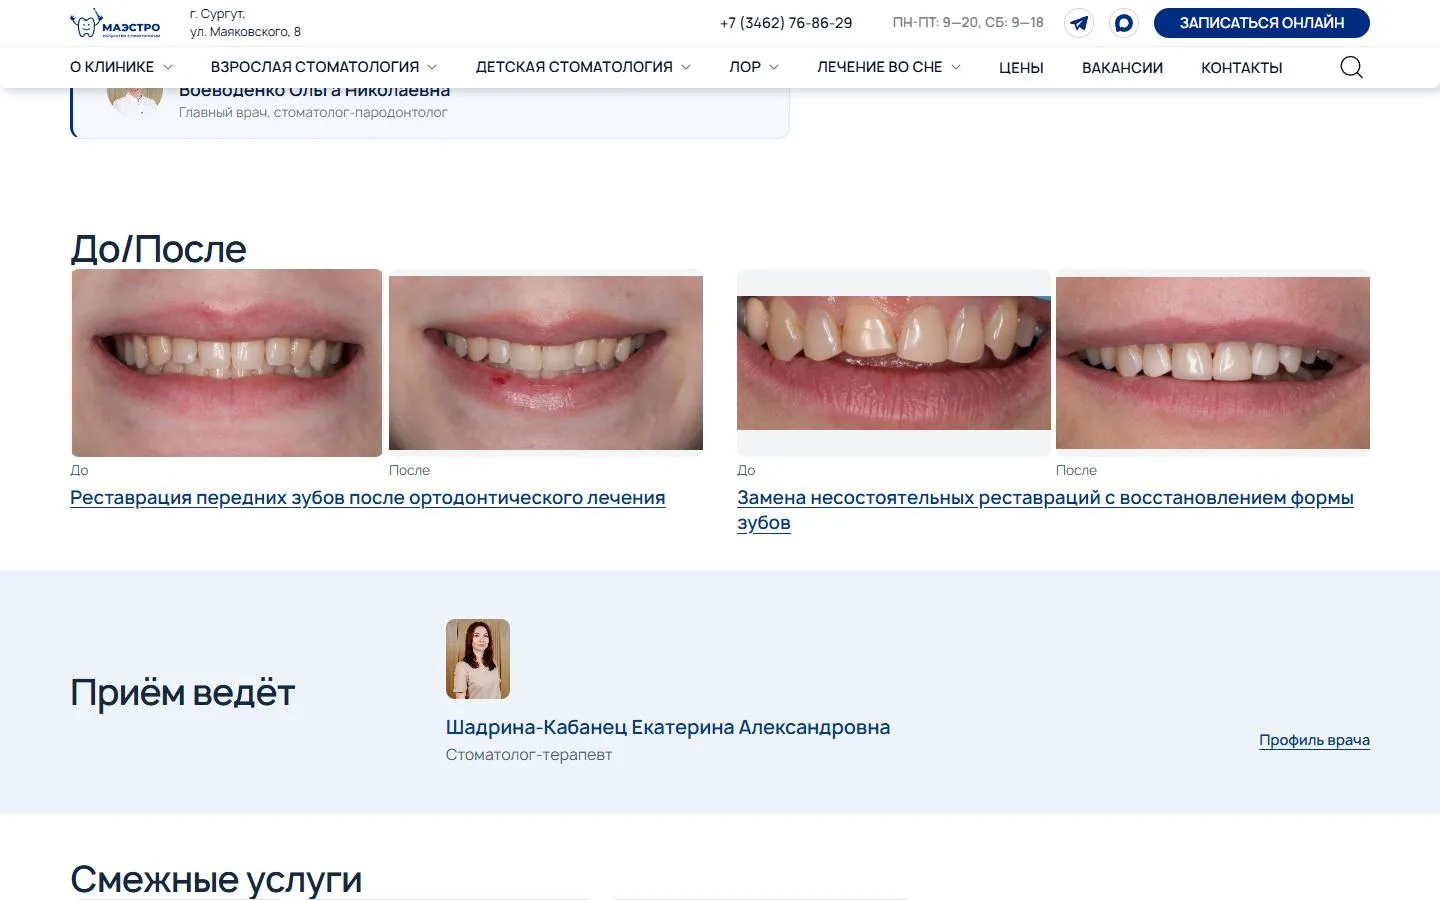 МАЭСТРО
г. Сургут,
ул. Маяковского, 8
+7 (3462) 76-86-29
ПН-ПТ: 9—20, СБ: 9—18
ЗАПИСАТЬСЯ ОНЛАЙН
О КЛИНИКЕ
ВЗРОСЛАЯ СТОМАТОЛОГИЯ
ДЕТСКАЯ СТОМАТОЛОГИЯ
ЛОР
ЛЕЧЕНИЕ ВО СНЕ
ЦЕНЫ
ВАКАНСИИ
КОНТАКТЫ
Воеводенко Ольга Николаевна
Главный врач, стоматолог-пародонтолог
До/После
До
После
Реставрация передних зубов после ортодонтического лечения
До
После
Замена несостоятельных реставраций с восстановлением формы
зубов
Приём ведёт
Шадрина-Кабанец Екатерина Александровна
Стоматолог-терапевт
Профиль врача
Смежные услуги